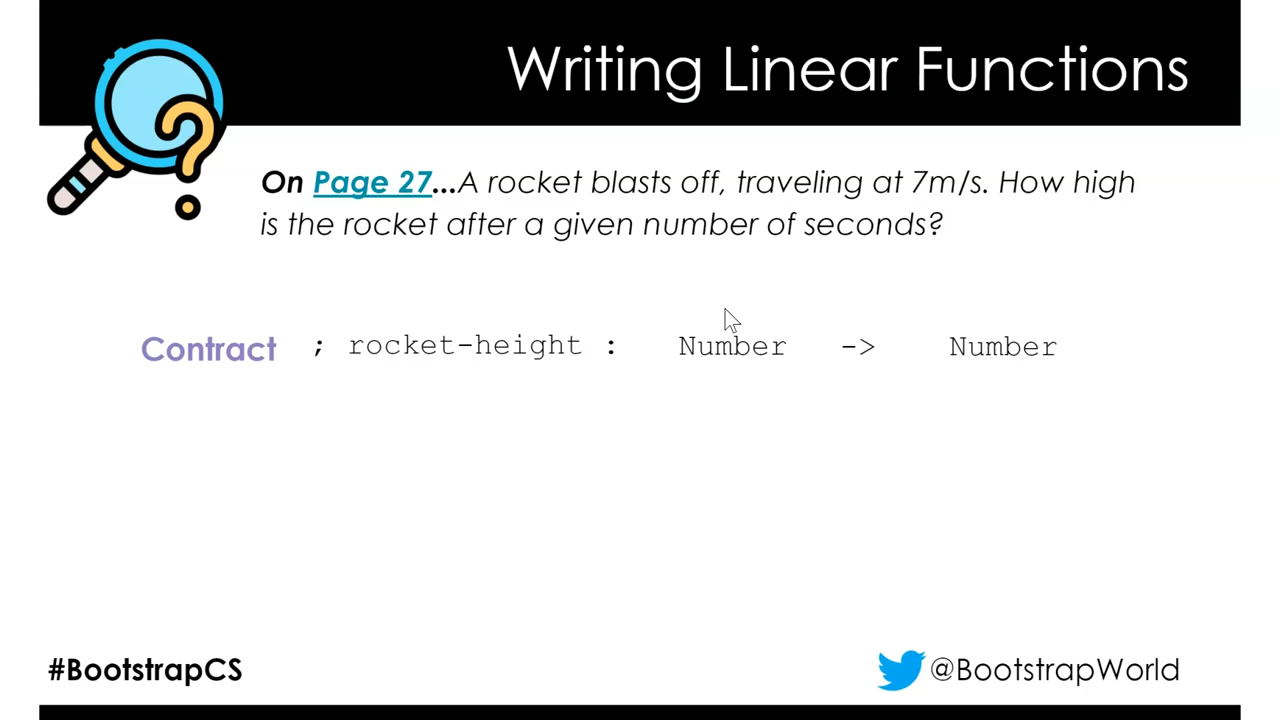 Writing Linear Functions
On Page 27...A rocket blasts off, traveling at 7m/s. How high
is the rocket after a given number of seconds?
Contract ; rocket-height : Number -> Number
#BootstrapCS @BootstrapWorld